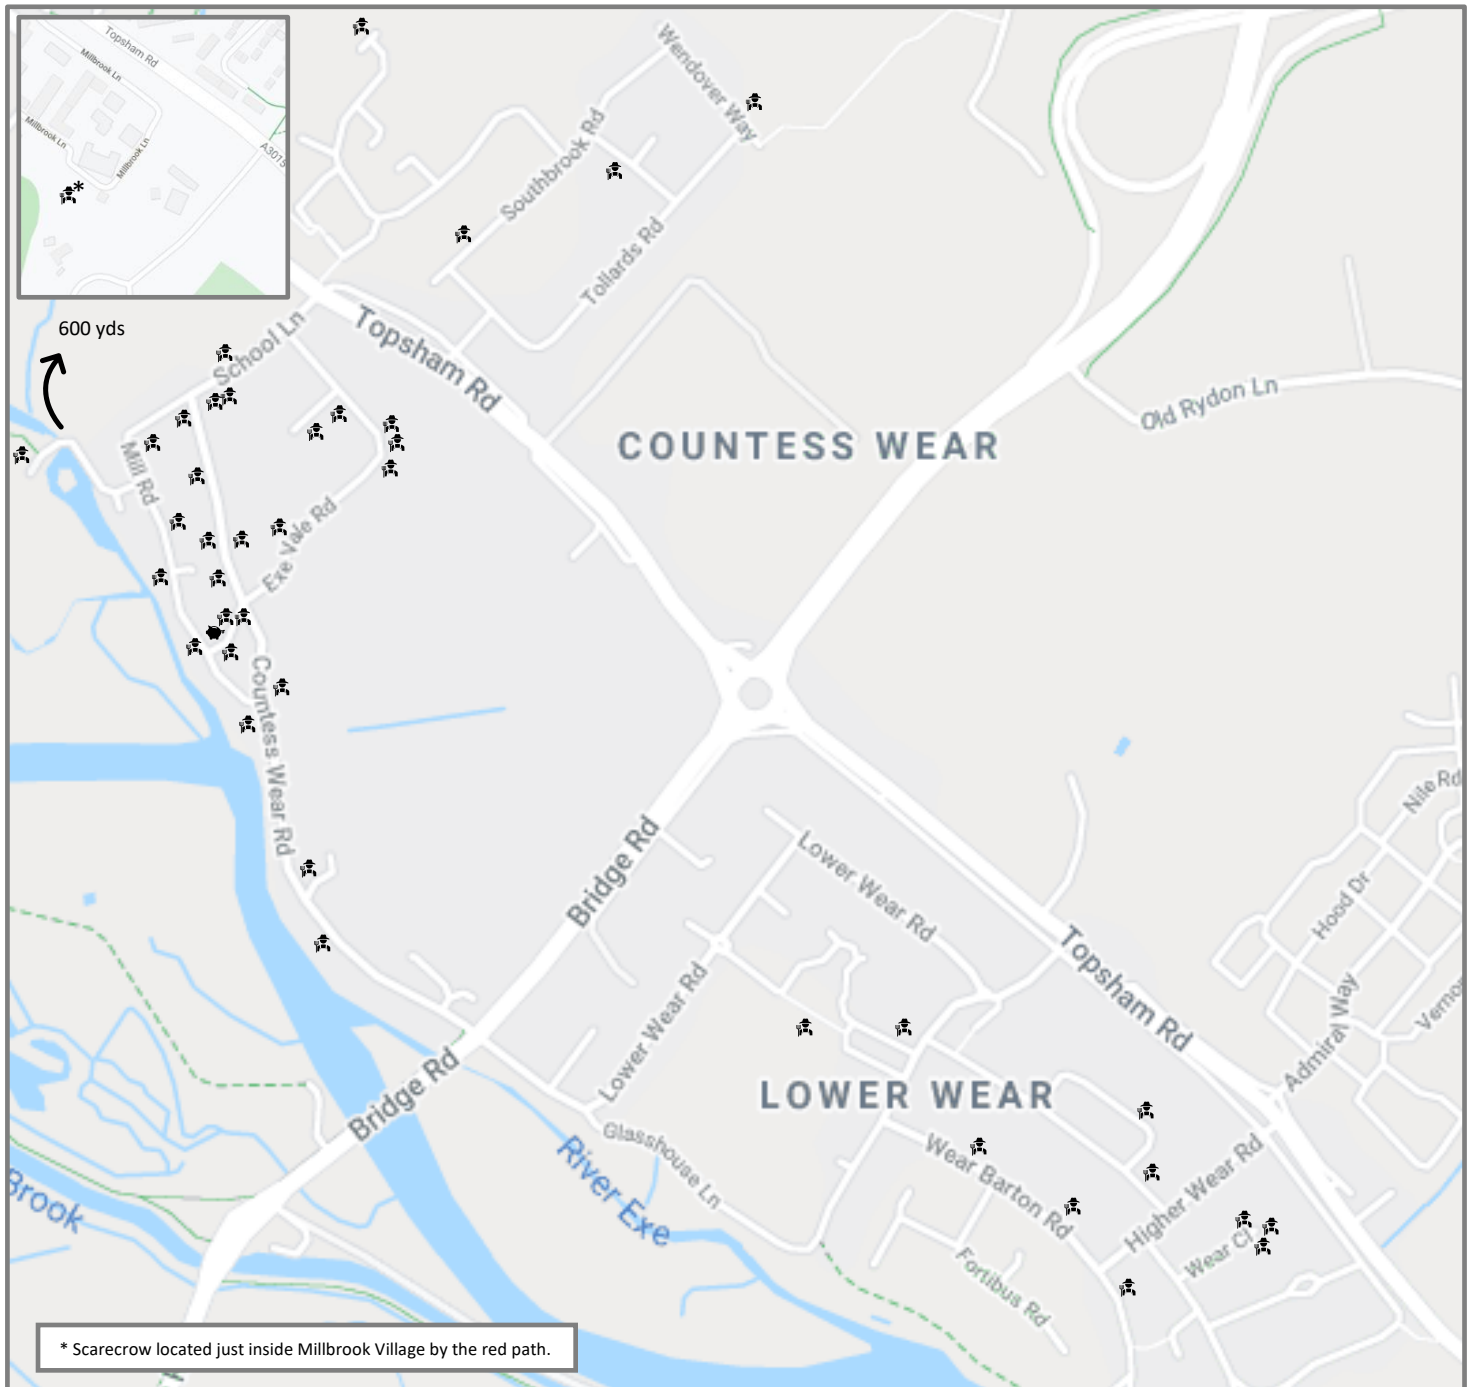 Topsham Rd
Millbrook Ln
Millbrook Ln
Millbrook Ln
A3015
*
Wendover Way
Southbrook Rd
Tollards Rd
600 yds
School Ln
Topsham Rd
Old Rydon Ln
COUNTESS WEAR
Mill Rd
Exe Vale Rd
Countess Wear Rd
Nile Rd
Bridge Rd
Lower Wear Rd
Hood Dr
Topsham Rd
Admiral Way
Verno
Lower Wear Rd
Bridge Rd
LOWER WEAR
Glasshouse Ln
River Exe
Wear Barton Rd
Higher Wear Rd
Brook
Wear Cl
Fortibus Rd
* Scarecrow located just inside Millbrook Village by the red path.